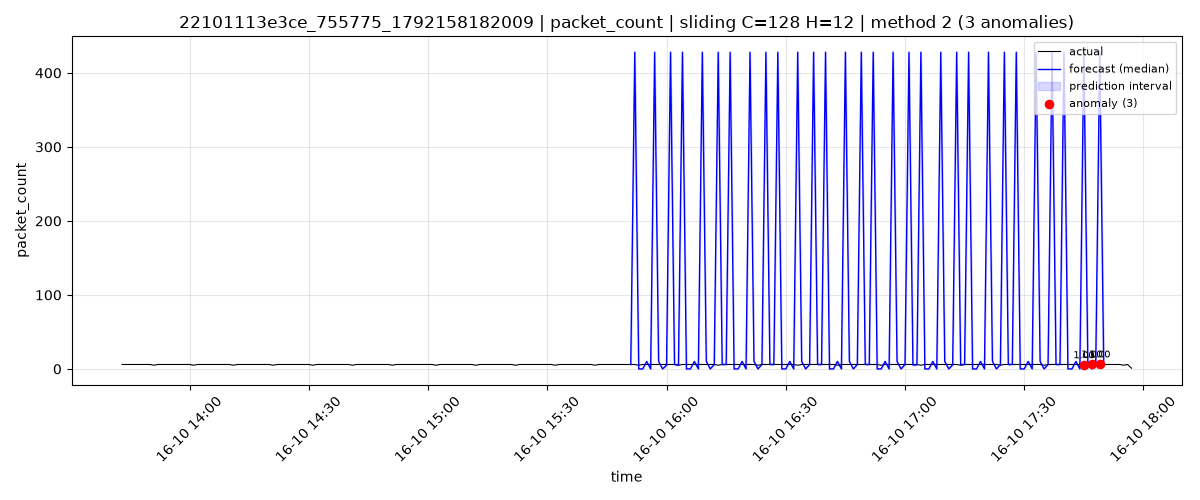 22101113e3ce_755775_1792158182009 | packet_count | sliding C=128 H=12 | method 2 (3 anomalies)
actual
forecast (median)
prediction interval
anomaly (3)
packet_count
400
300
200
100
0
16-10 14:00
16-10 14:30
16-10 15:00
16-10 15:30
16-10 16:00
16-10 16:30
16-10 17:00
16-10 17:30
16-10 18:00
time